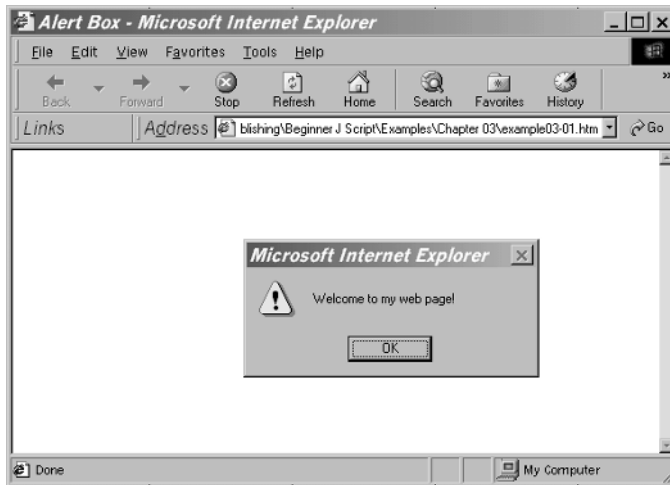 Alert Box - Microsoft Internet Explorer
File Edit View Favorites Tools Help
Back Forward Stop Refresh Home Search Favorites History »
Links Address blishing\Beginner J Script\Examples\Chapter 03\example03-01.htm Go
Microsoft Internet Explorer
Welcome to my web page!
OK
Done My Computer